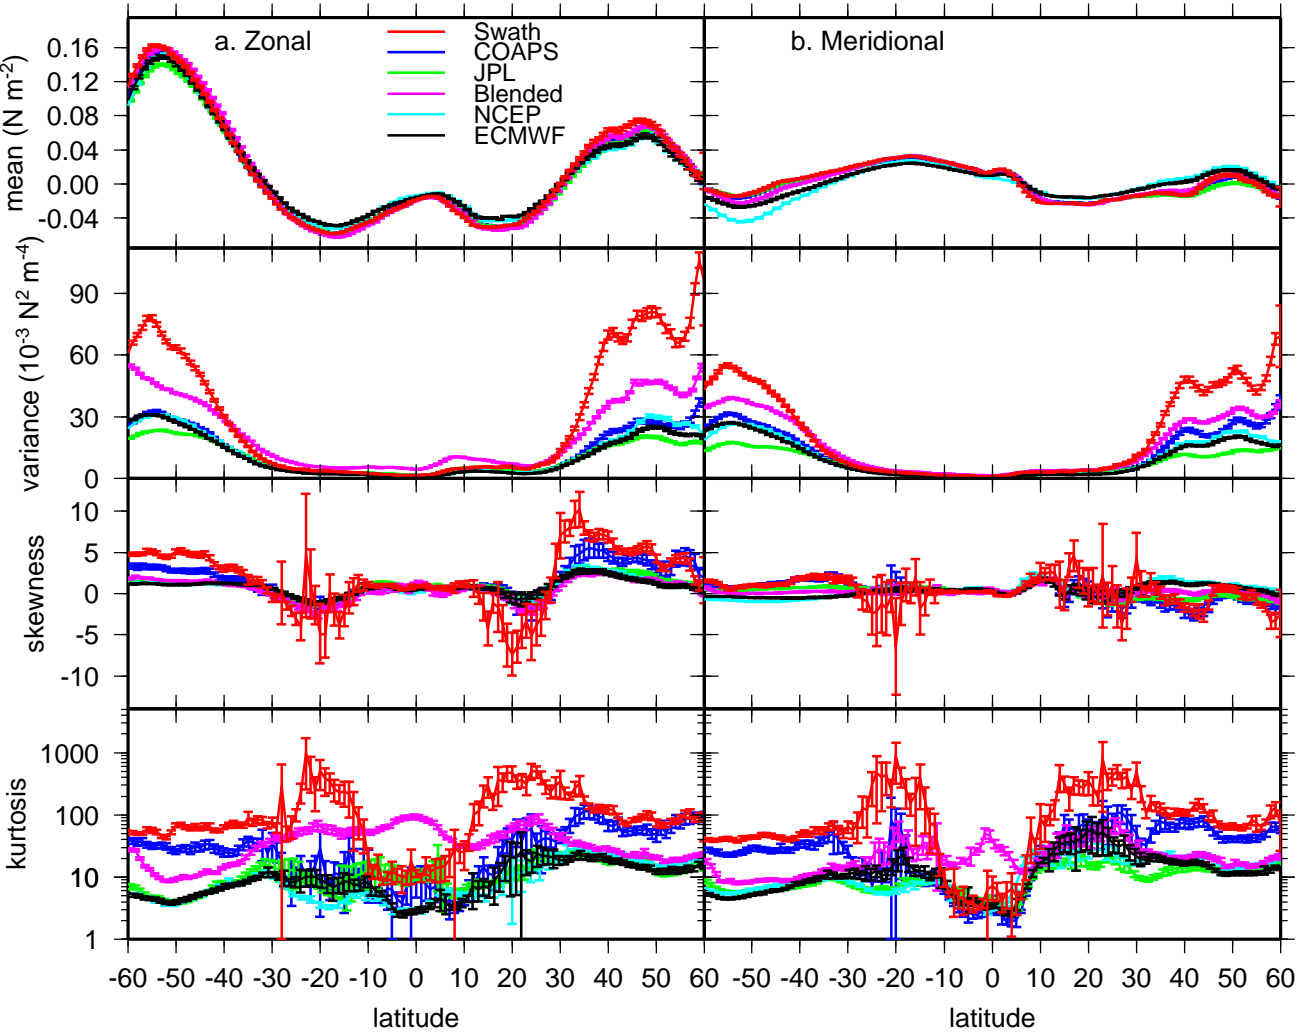 a. Zonal
b. Meridional
Swath
COAPS
JPL
Blended
NCEP
ECMWF
mean (N m-2)
0.16
0.12
0.08
0.04
0.00
-0.04
variance (10-3 N2 m-4)
90
60
30
0
skewness
10
5
0
-5
-10
kurtosis
1000
100
10
1
-60 -50 -40 -30 -20 -10 0 10 20 30 40 50 -60 -50 -40 -30 -20 -10 0 10 20 30 40 50 60
latitude
latitude